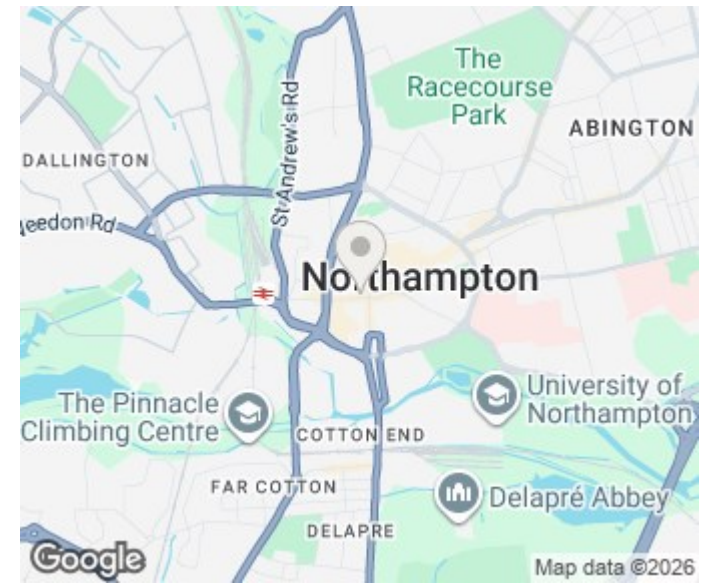 The
Racecourse
Park
ABINGTON
DALLINGTON
St Andrew's Rd
eedon Rd
Northampton
The Pinnacle
Climbing Centre
University of
Northampton
COTTON END
FAR COTTON
Delapré Abbey
DELAPRE
Google
Map data ©2026